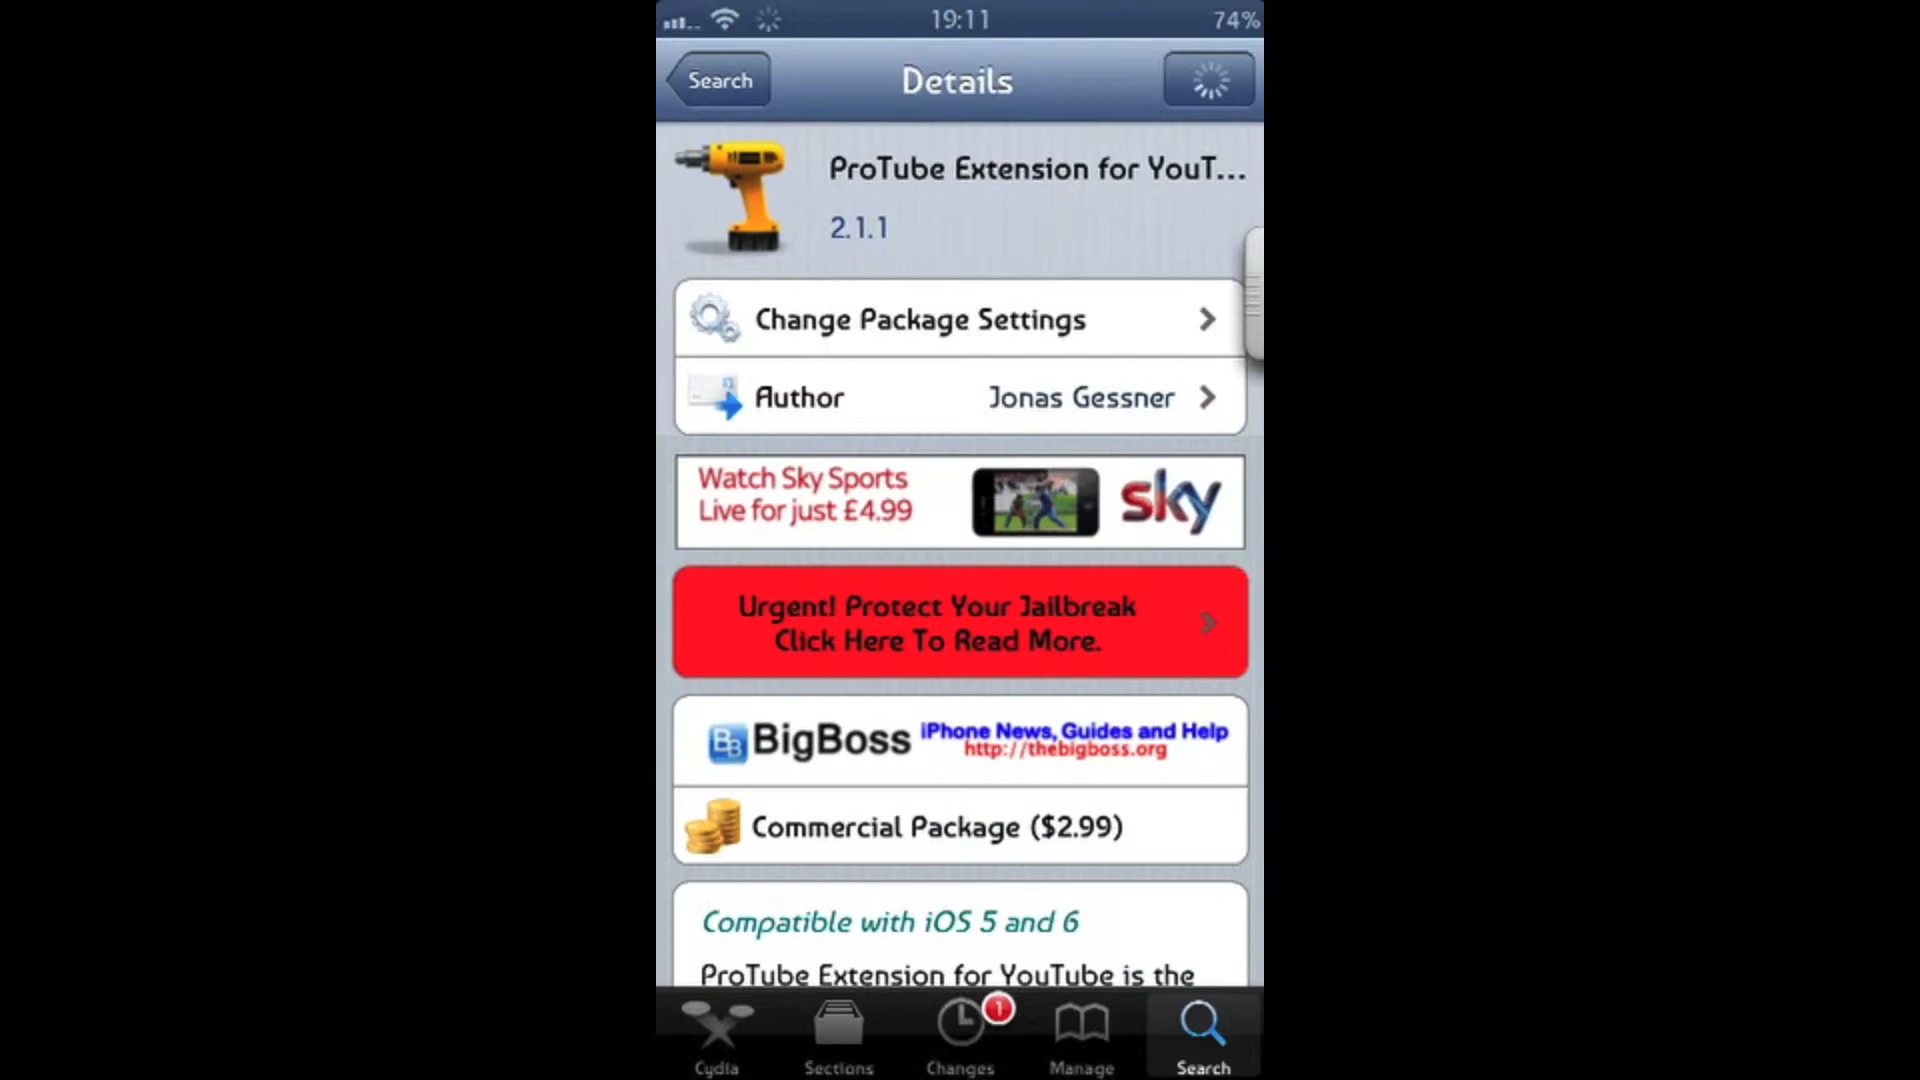 19:11
74%
Search
Details
ProTube Extension for YouT...
2.1.1
Change Package Settings
Author
Jonas Gessner
Watch Sky Sports
Live for just £4.99
sky
Urgent! Protect Your Jailbreak
Click Here To Read More.
BB BigBoss
iPhone News, Guides and Help
http://thebigboss.org
Commercial Package ($2.99)
Compatible with iOS 5 and 6
ProTube Extension for YouTube is the
1
Cydia
Sections
Changes
Manage
Search